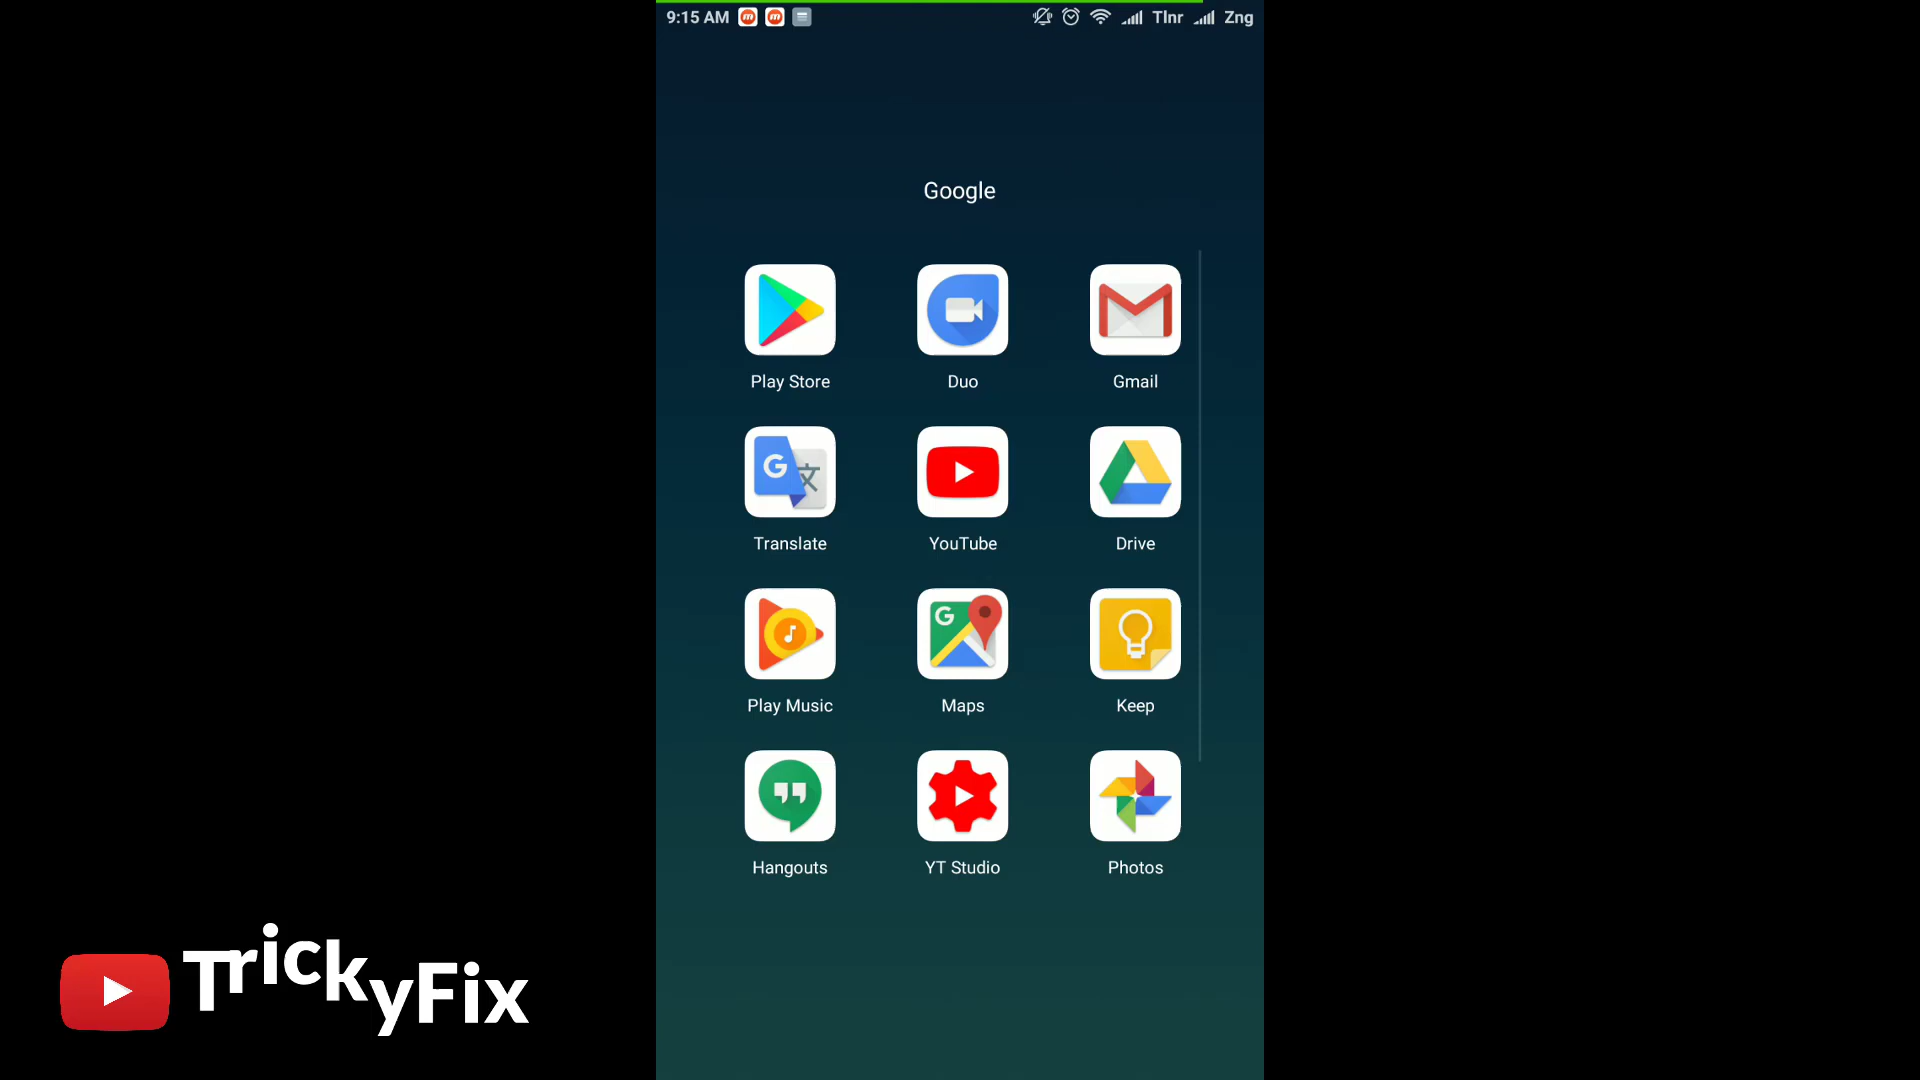 9:15 AM Tlnr Zng
Google
Play Store Duo Gmail
Translate YouTube Drive
Play Music Maps Keep
Hangouts YT Studio Photos
TrickyFix